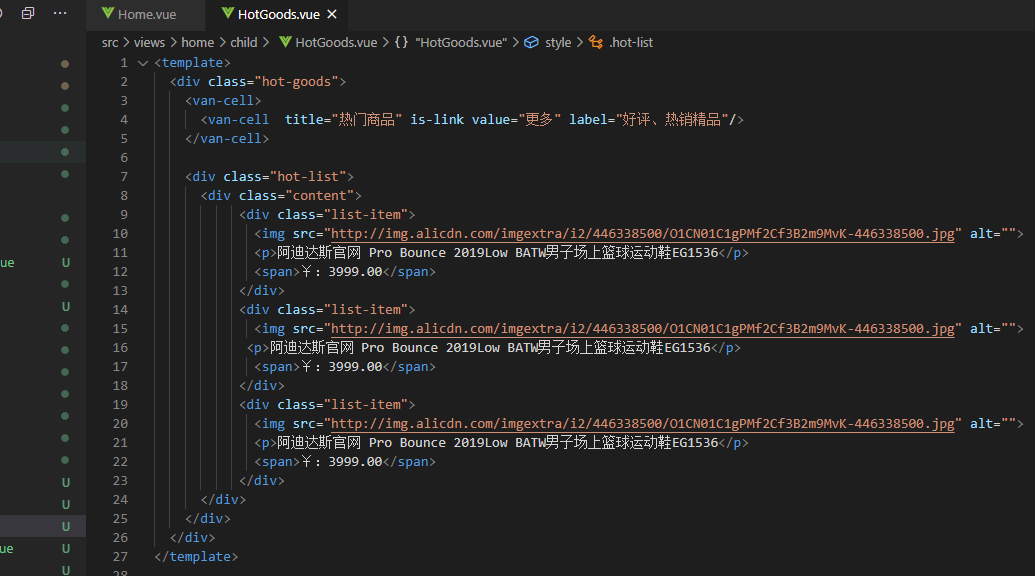 Home.vue HotGoods.vue
src > views > home > child > HotGoods.vue > {} "HotGoods.vue" > style > .hot-list
1 <template>
2 <div class="hot-goods">
3 <van-cell>
4 <van-cell  title="热门商品" is-link value="更多" label="好评、热销精品"/>
5 </van-cell>
6
7 <div class="hot-list">
8 <div class="content">
9 <div class="list-item">
10 <img src="http://img.alicdn.com/imgextra/i2/446338500/O1CN01C1gPMf2Cf3B2m9MvK-446338500.jpg" alt="">
11 <p>阿迪达斯官网 Pro Bounce 2019Low BATW男子场上篮球运动鞋EG1536</p>
12 <span>￥: 3999.00</span>
13 </div>
14 <div class="list-item">
15 <img src="http://img.alicdn.com/imgextra/i2/446338500/O1CN01C1gPMf2Cf3B2m9MvK-446338500.jpg" alt="">
ue
16 <p>阿迪达斯官网 Pro Bounce 2019Low BATW男子场上篮球运动鞋EG1536</p>
17 <span>￥: 3999.00</span>
18 </div>
19 <div class="list-item">
20 <img src="http://img.alicdn.com/imgextra/i2/446338500/O1CN01C1gPMf2Cf3B2m9MvK-446338500.jpg" alt="">
21 <p>阿迪达斯官网 Pro Bounce 2019Low BATW男子场上篮球运动鞋EG1536</p>
22 <span>￥: 3999.00</span>
23 </div>
24 </div>
25 </div>
26 </div>
27 </template>
28
U
U
U
U
U
ue U
U